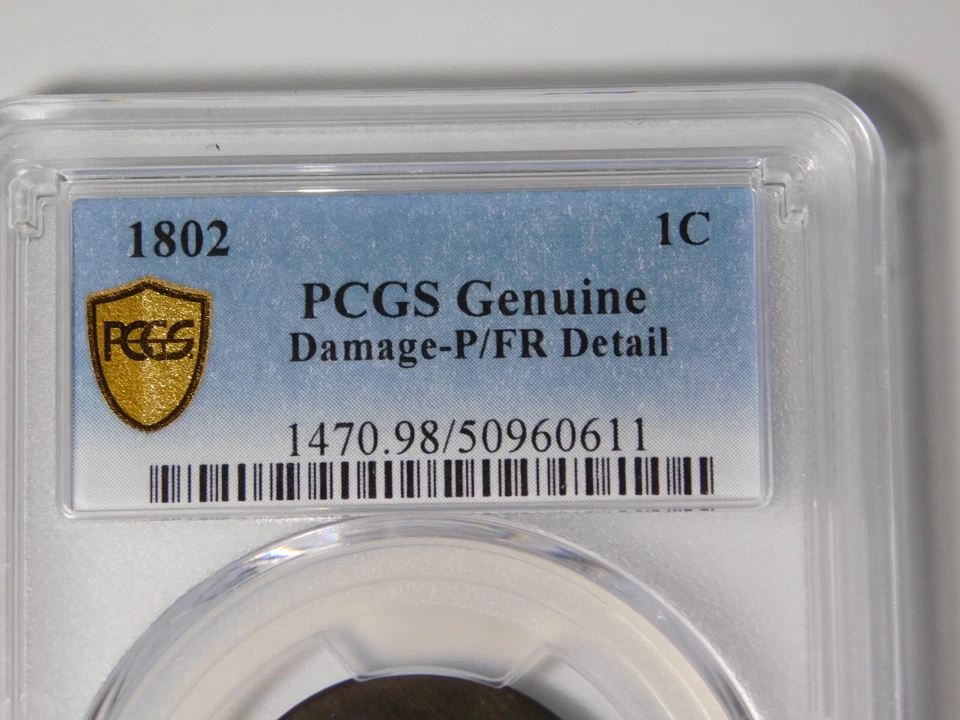 1802 1C
PCGS Genuine
PCGS
Damage-P/FR Detail
1470.98/50960611